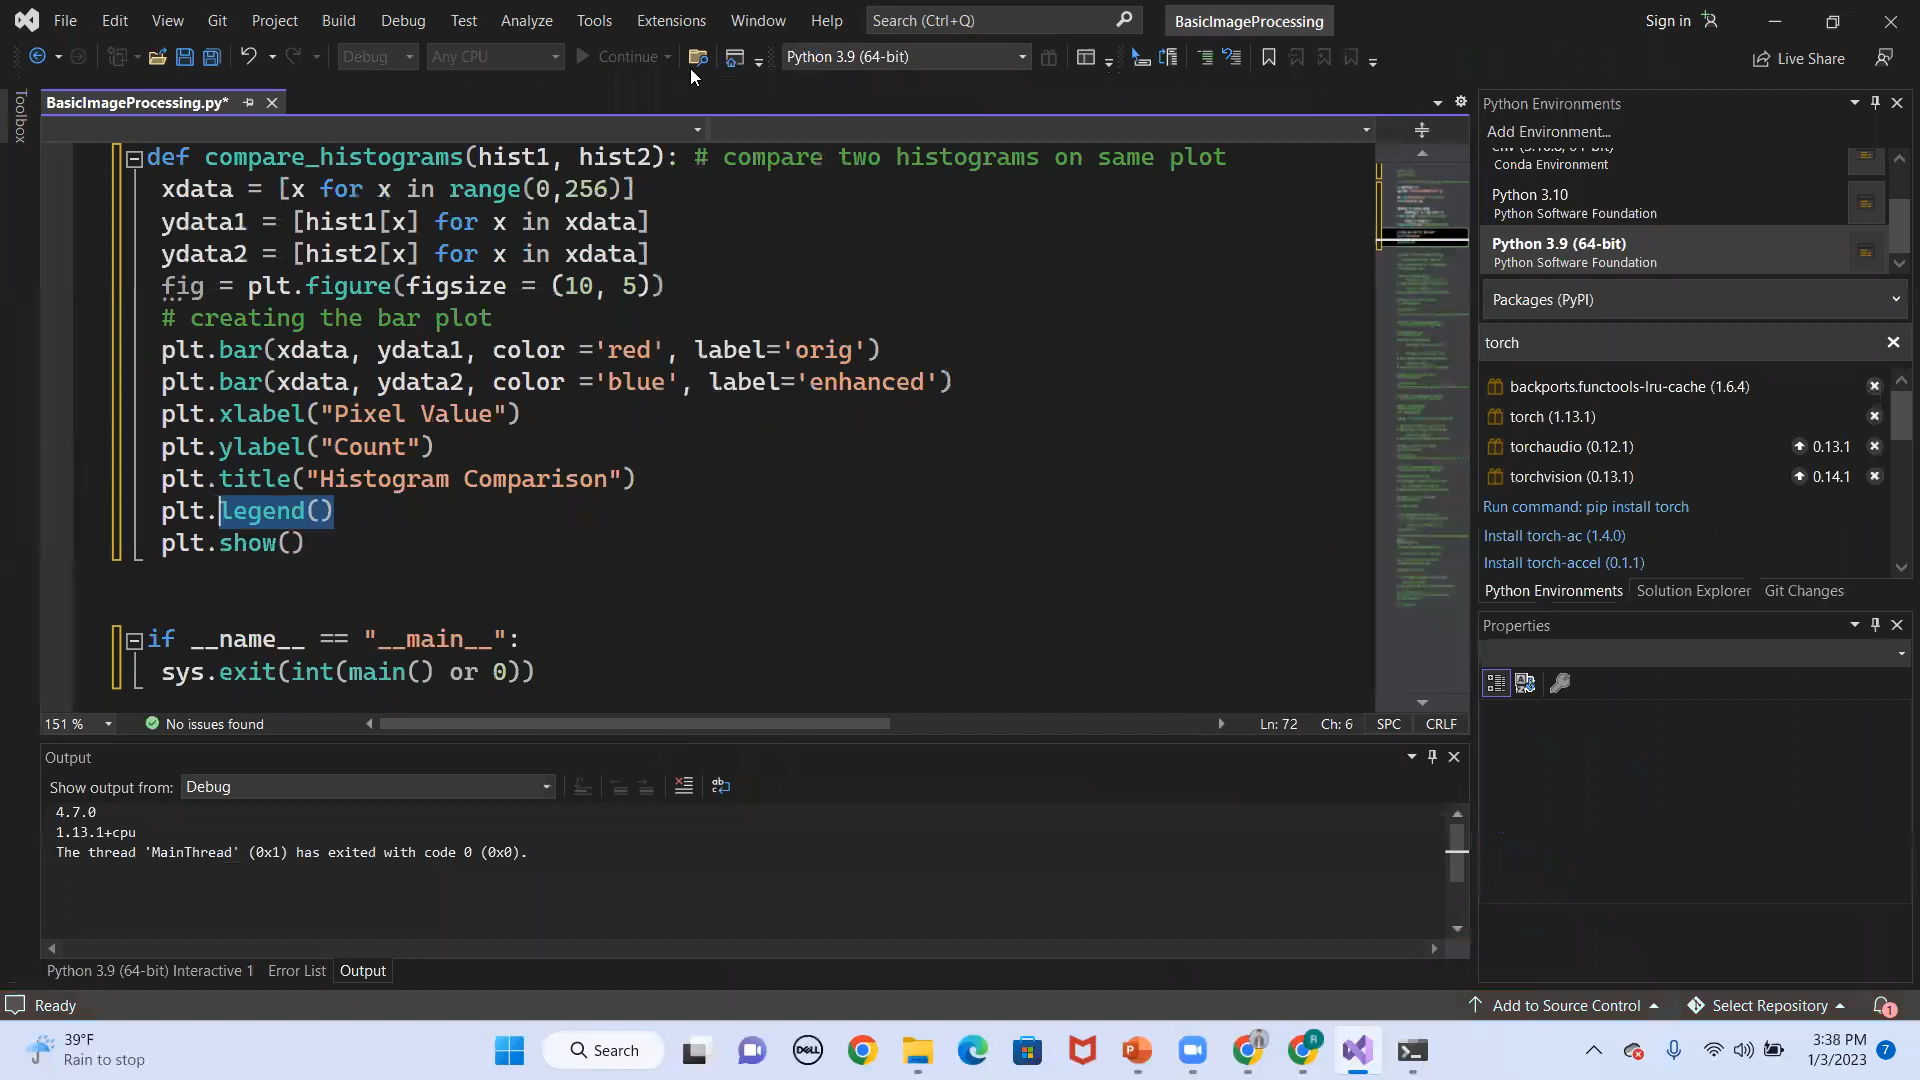 File Edit View Git Project Build Debug Test Analyze Tools Extensions Window Help Search (Ctrl+Q) BasicImageProcessing Sign in
Debug Any CPU Continue Python 3.9 (64-bit) Live Share
Toolbox
BasicImageProcessing.py*
def compare_histograms(hist1, hist2): # compare two histograms on same plot
xdata = [x for x in range(0,256)]
ydata1 = [hist1[x] for x in xdata]
ydata2 = [hist2[x] for x in xdata]
fig = plt.figure(figsize = (10, 5))
# creating the bar plot
plt.bar(xdata, ydata1, color ='red', label='orig')
plt.bar(xdata, ydata2, color ='blue', label='enhanced')
plt.xlabel("Pixel Value")
plt.ylabel("Count")
plt.title("Histogram Comparison")
plt.legend()
plt.show()
if __name__ == "__main__":
sys.exit(int(main() or 0))
151 % No issues found Ln: 72 Ch: 6 SPC CRLF
Output
Show output from: Debug
4.7.0
1.13.1+cpu
The thread 'MainThread' (0x1) has exited with code 0 (0x0).
Python 3.9 (64-bit) Interactive 1 Error List Output
Python Environments
Add Environment...
Conda Environment
Python 3.10
Python Software Foundation
Python 3.9 (64-bit)
Python Software Foundation
Packages (PyPI)
torch
backports.functools-lru-cache (1.6.4)
torch (1.13.1)
torchaudio (0.12.1) 0.13.1
torchvision (0.13.1) 0.14.1
Run command: pip install torch
Install torch-ac (1.4.0)
Install torch-accel (0.1.1)
Python Environments Solution Explorer Git Changes
Properties
Ready Add to Source Control Select Repository 1
39°F
Rain to stop
Search
DELL
3:38 PM
1/3/2023
7